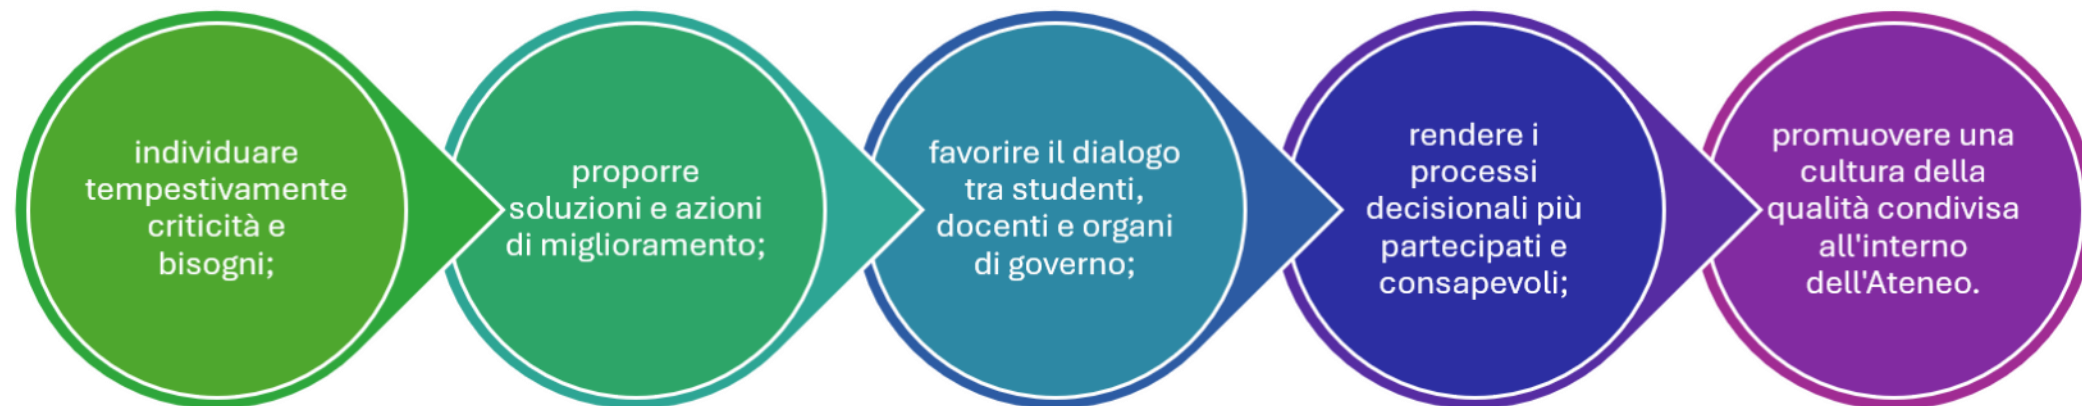 individuare
tempestivamente
criticità e
bisogni;
proporre
soluzioni e azioni
di miglioramento;
favorire il dialogo
tra studenti,
docenti e organi
di governo;
rendere i
processi
decisionali più
partecipati e
consapevoli;
promuovere una
cultura della
qualità condivisa
all'interno
dell'Ateneo.